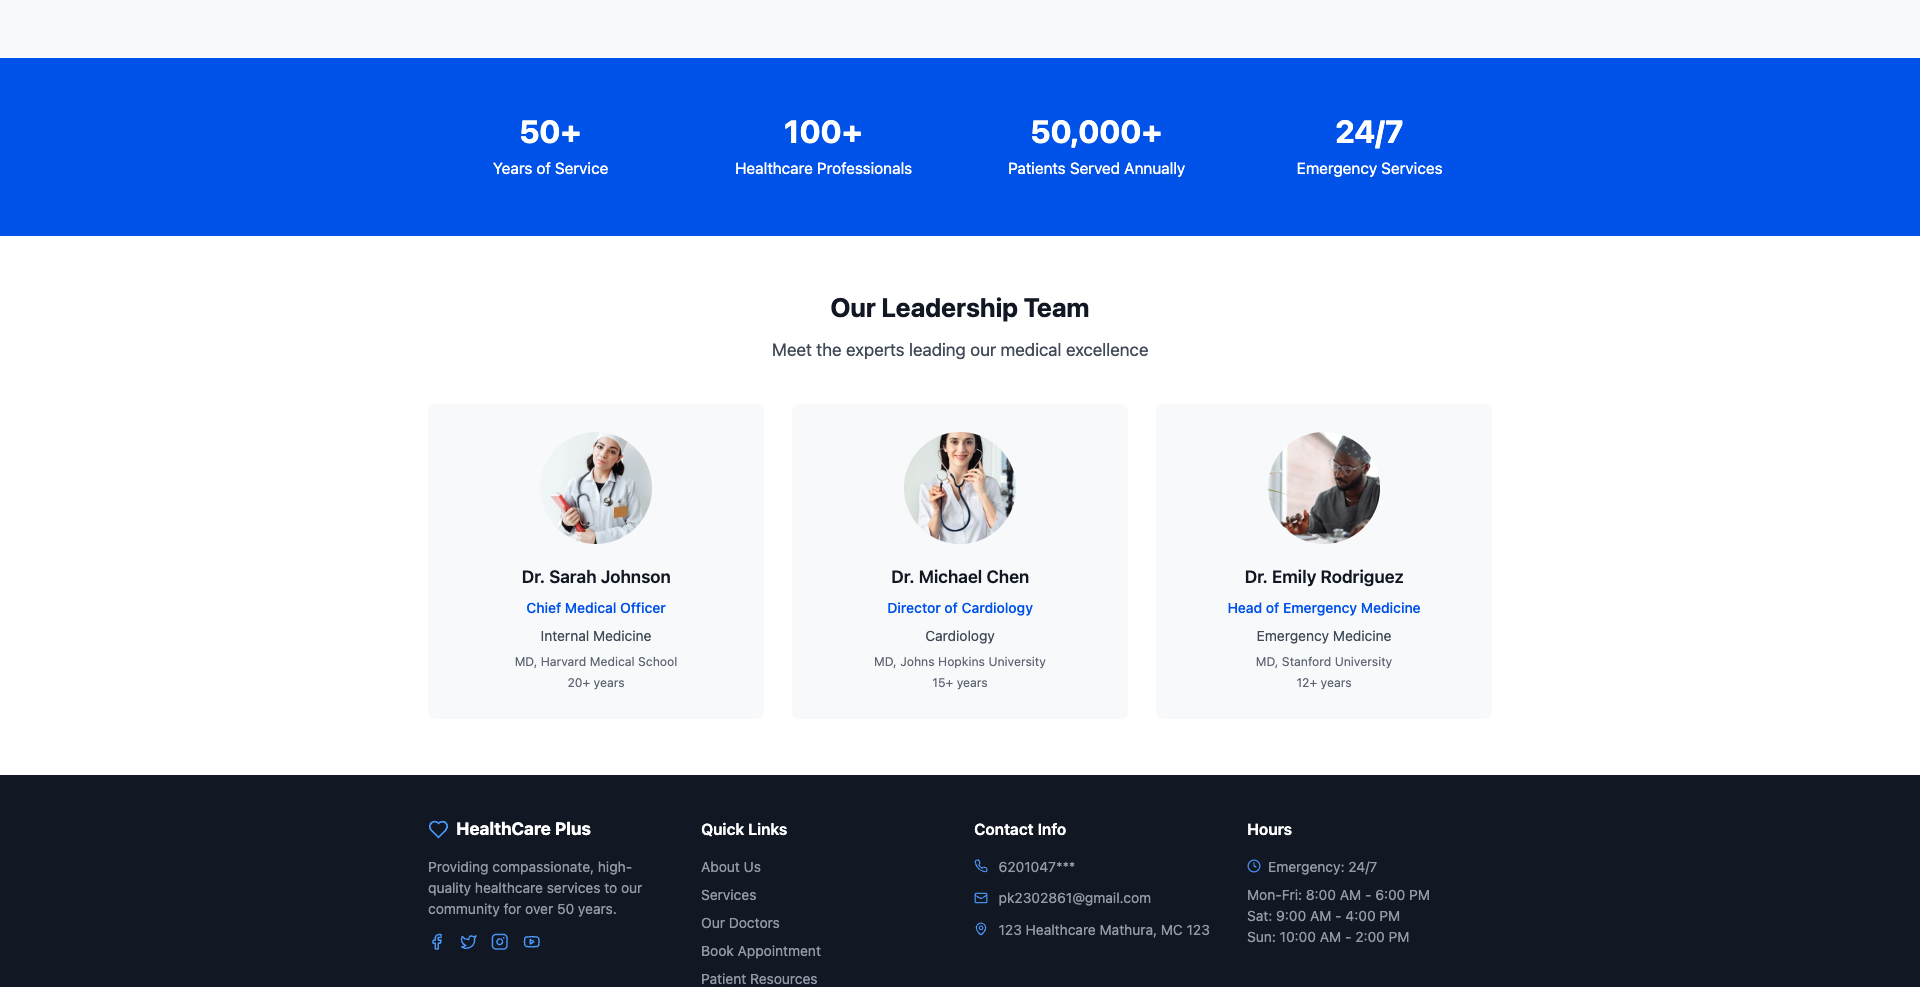 50+
Years of Service
100+
Healthcare Professionals
50,000+
Patients Served Annually
24/7
Emergency Services
Our Leadership Team
Meet the experts leading our medical excellence
Dr. Sarah Johnson
Chief Medical Officer
Internal Medicine
MD, Harvard Medical School
20+ years
Dr. Michael Chen
Director of Cardiology
Cardiology
MD, Johns Hopkins University
15+ years
Dr. Emily Rodriguez
Head of Emergency Medicine
Emergency Medicine
MD, Stanford University
12+ years
HealthCare Plus
Providing compassionate, high-
quality healthcare services to our
community for over 50 years.
Quick Links
About Us
Services
Our Doctors
Book Appointment
Patient Resources
Contact Info
6201047***
pk2302861@gmail.com
123 Healthcare Mathura, MC 123
Hours
Emergency: 24/7
Mon-Fri: 8:00 AM - 6:00 PM
Sat: 9:00 AM - 4:00 PM
Sun: 10:00 AM - 2:00 PM